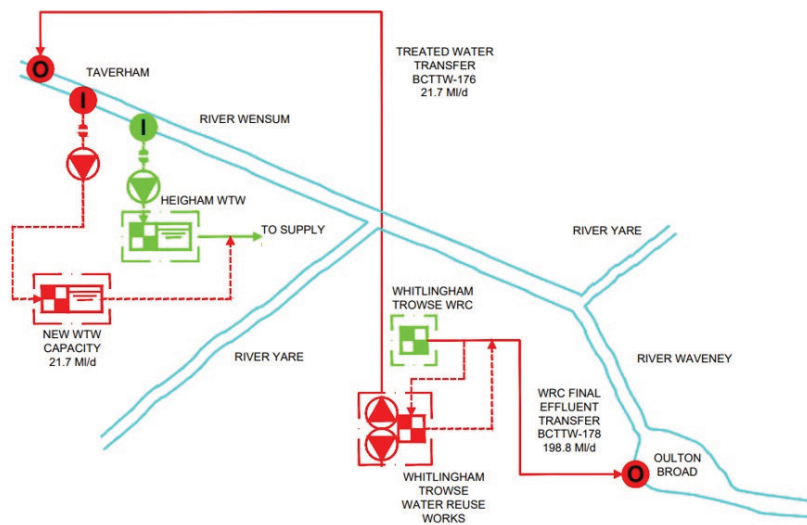 O
TAVERHAM
I
RIVER WENSUM
I
HEIGHAM WTW
TO SUPPLY
NEW WTW
CAPACITY
21.7 Ml/d
RIVER YARE
TREATED WATER
TRANSFER
BCTTW-176
21.7 Ml/d
RIVER YARE
WHITLINGHAM
TROWSE WRC
RIVER WAVENEY
WRC FINAL
EFFLUENT
TRANSFER
BCTTW-178
198.8 Ml/d
O
OULTON
BROAD
WHITLINGHAM
TROWSE
WATER REUSE
WORKS